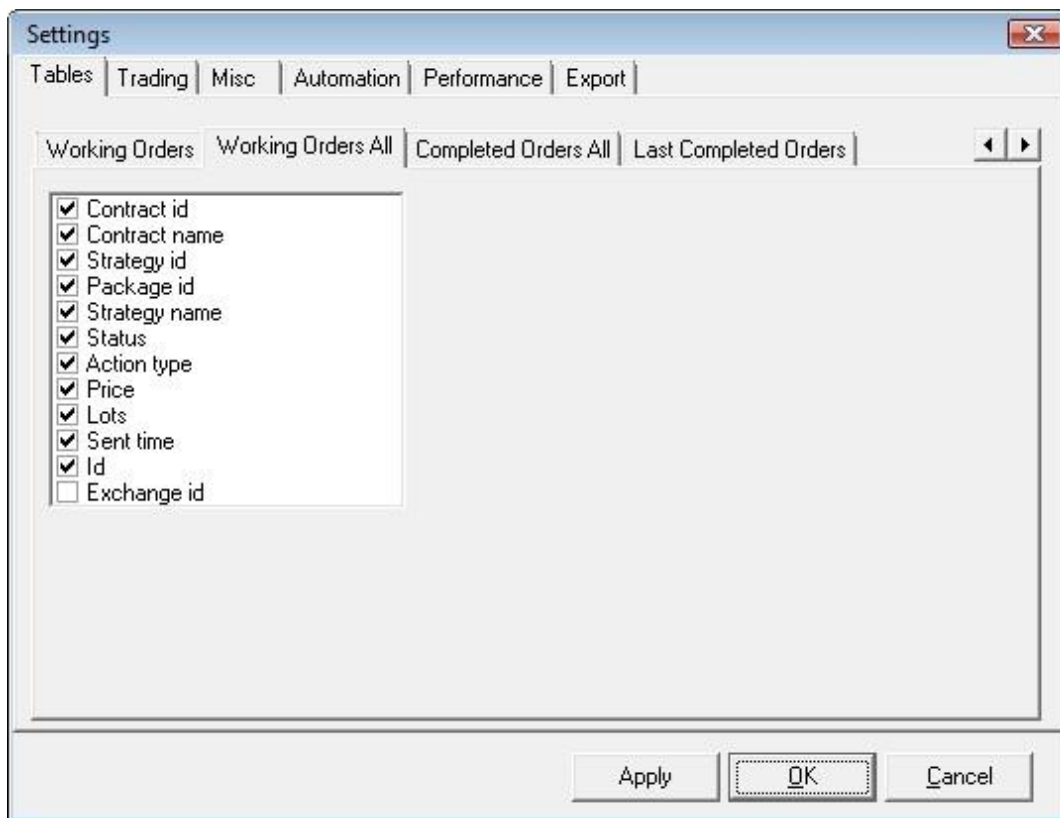 Settings
Tables Trading Misc Automation Performance Export
Working Orders Working Orders All Completed Orders All Last Completed Orders
Contract id
Contract name
Strategy id
Package id
Strategy name
Status
Action type
Price
Lots
Sent time
Id
Exchange id
Apply OK Cancel